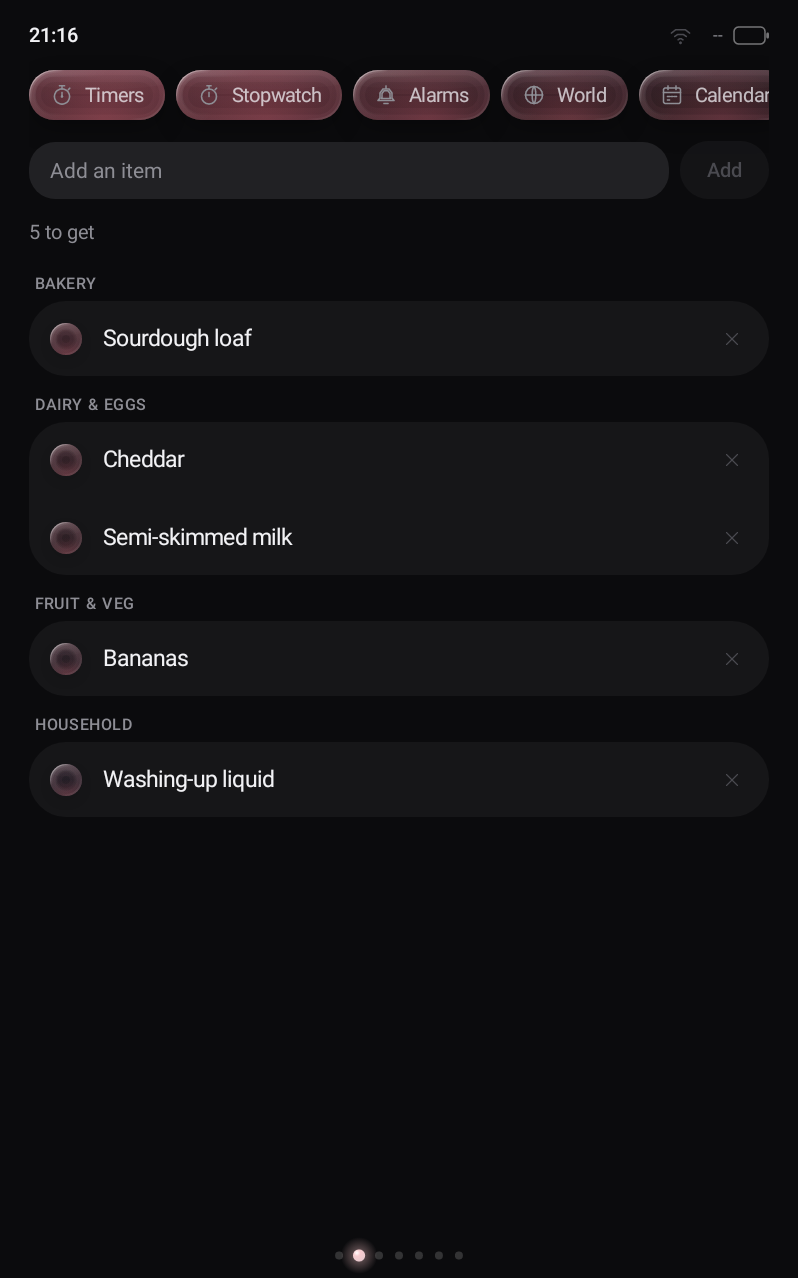 21:16
--
Timers Stopwatch Alarms World Calendar
Add an item Add
5 to get
BAKERY
Sourdough loaf
DAIRY & EGGS
Cheddar
Semi-skimmed milk
FRUIT & VEG
Bananas
HOUSEHOLD
Washing-up liquid